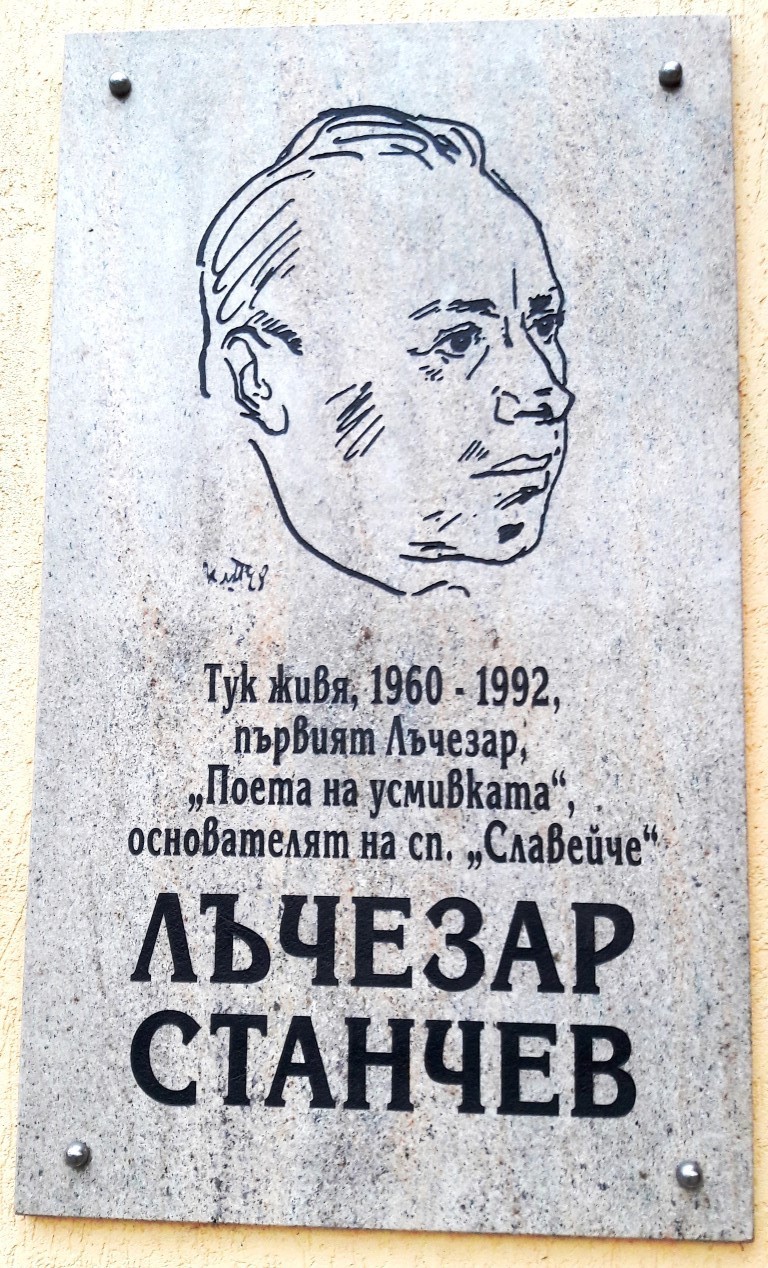 Тук живя, 1960 - 1992,
първият Лъчезар,
„Поета на усмивката“,
основателят на сп. „Славейче“
ЛЪЧЕЗАР
СТАНЧЕВ